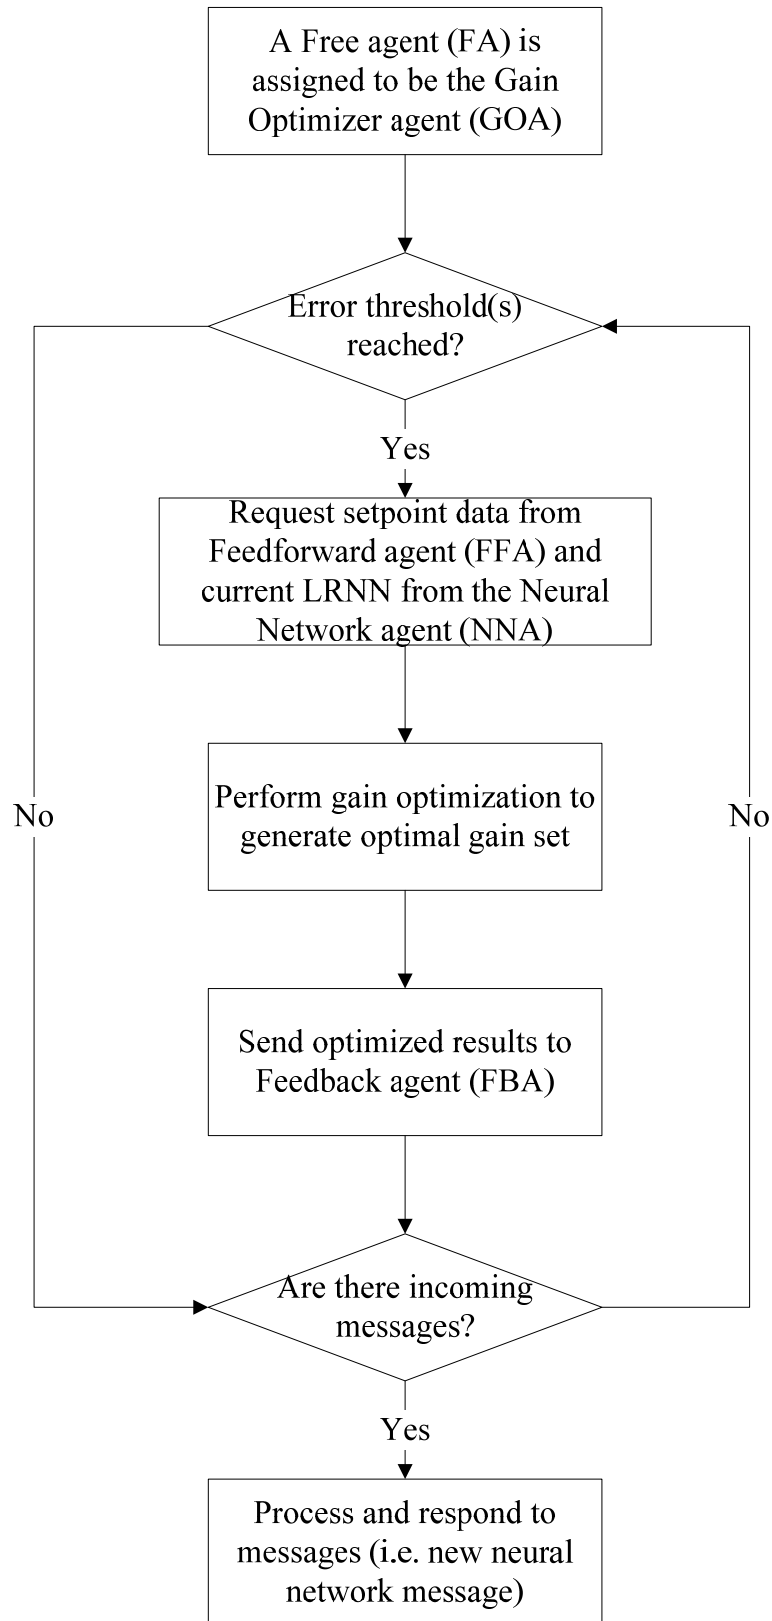 A Free agent (FA) is
assigned to be the Gain
Optimizer agent (GOA)
Error threshold(s)
reached?
Yes
Request setpoint data from
Feedforward agent (FFA) and
current LRNN from the Neural
Network agent (NNA)
Perform gain optimization to
generate optimal gain set
No
No
Send optimized results to
Feedback agent (FBA)
Are there incoming
messages?
Yes
Process and respond to
messages (i.e. new neural
network message)